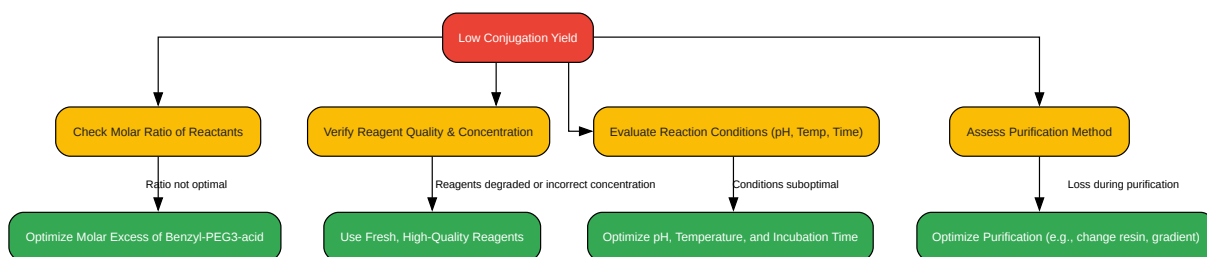 Low Conjugation Yield
Check Molar Ratio of Reactants
Verify Reagent Quality & Concentration
Evaluate Reaction Conditions (pH, Temp, Time)
Assess Purification Method
Ratio not optimal
Reagents degraded or incorrect concentration
Conditions suboptimal
Loss during purification
Optimize Molar Excess of Benzyl-PEG3-acid
Use Fresh, High-Quality Reagents
Optimize pH, Temperature, and Incubation Time
Optimize Purification (e.g., change resin, gradient)